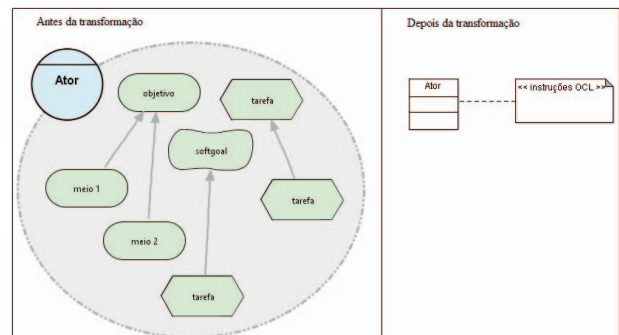 Antes da transformação
Depois da transformação
Ator
objetivo
tarefa
softgoal
meio 1
tarefa
meio 2
tarefa
Ator
<< instruções OCL >>